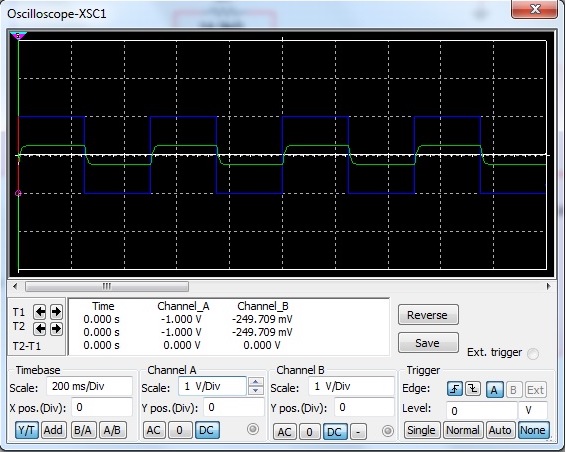 Oscilloscope-XSC1
Time Channel_A Channel_B
T1 0.000 s -1.000 V -249.709 mV
T2 0.000 s -1.000 V -249.709 mV
T2-T1 0.000 s 0.000 V 0.000 V
Reverse
Save
Ext. trigger
Timebase
Scale: 200 ms/Div
X pos.(Div): 0
Y/T Add B/A A/B
Channel A
Scale: 1 V/Div
Y pos.(Div): 0
AC 0 DC
Channel B
Scale: 1 V/Div
Y pos.(Div): 0
AC 0 DC -
Trigger
Edge: A B Ext
Level: 0 V
Single Normal Auto None